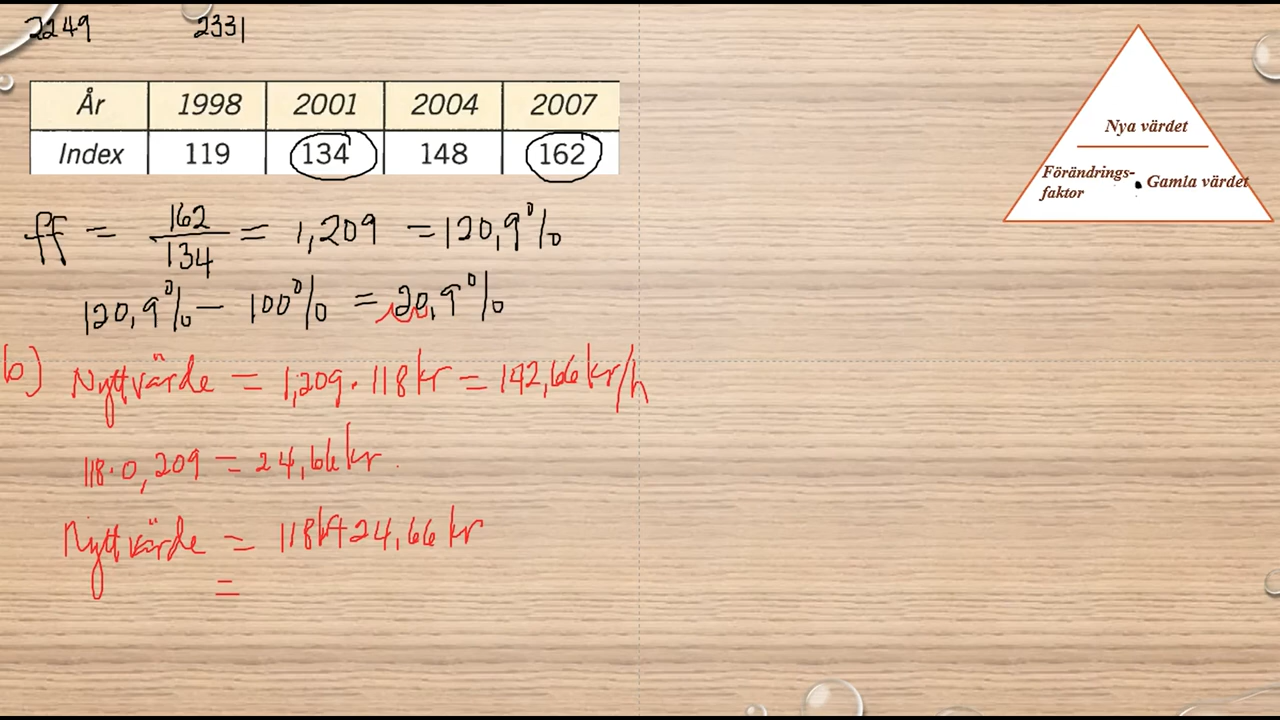 2249 2331
År 1998 2001 2004 2007
Index 119 134 148 162
Nya värdet
Förändrings-
faktor · Gamla värdet
ff = 162/134 = 1,209 = 120,9%
120,9% - 100% = 20,9%
b) Nytt värde = 1,209 · 118 kr = 142,66 kr/h
118 · 0,209 = 24,66 kr.
Nytt värde = 118kr+24,66 kr
=